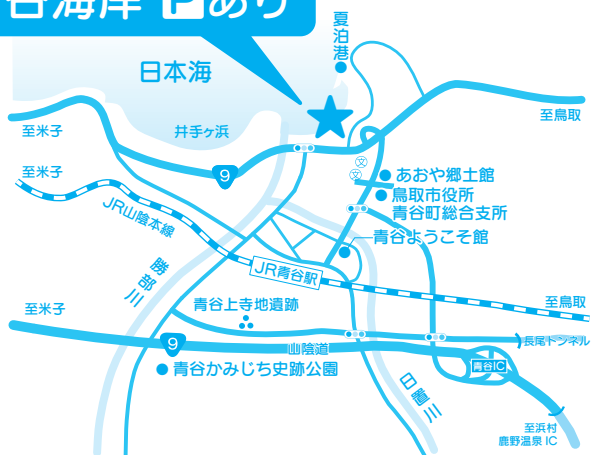 谷海岸 Pあり
夏泊港
日本海
至鳥取
至米子
井手ヶ浜
9
文
文
あおや郷土館
至米子
鳥取市役所
青谷町総合支所
JR山陰本線
青谷ようこそ館
勝部川
JR青谷駅
至鳥取
至米子
青谷上寺地遺跡
長尾トンネル
9
山陰道
青谷かみじち史跡公園
青谷IC
日置川
至浜村
鹿野温泉 IC